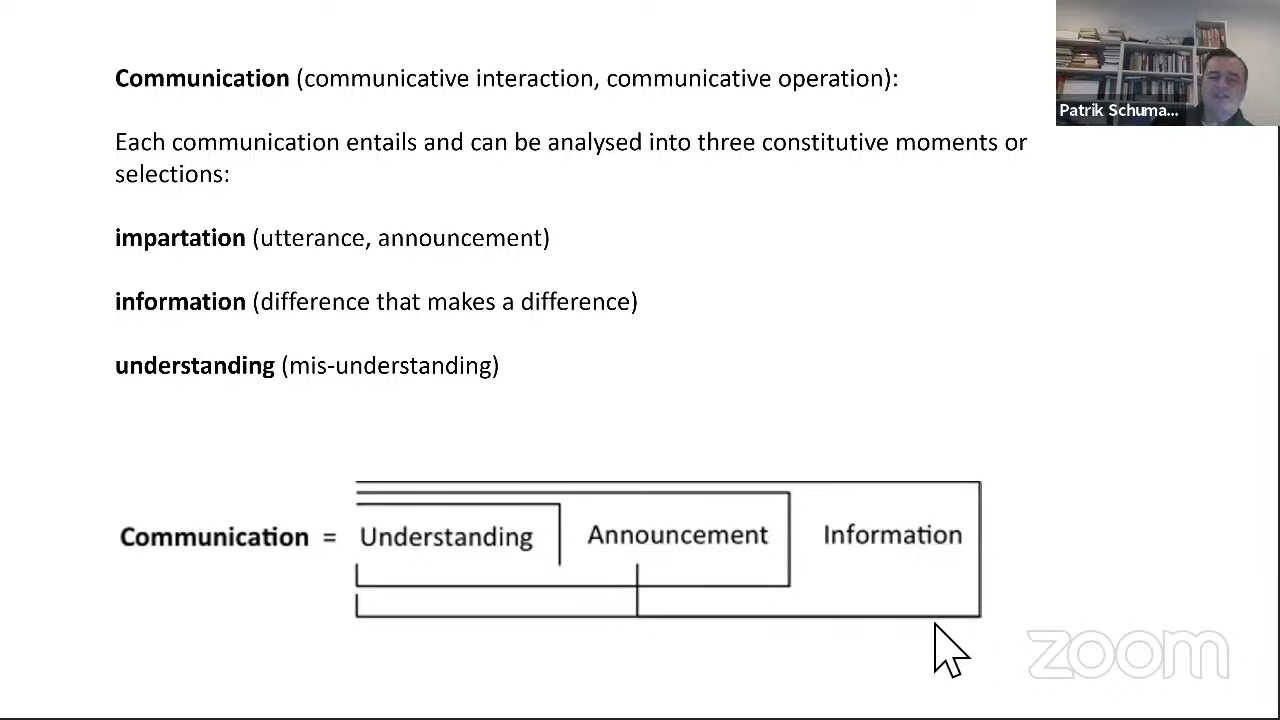 Communication (communicative interaction, communicative operation):
Patrik Schuma...
Each communication entails and can be analysed into three constitutive moments or
selections:
impartation (utterance, announcement)
information (difference that makes a difference)
understanding (mis-understanding)
Communication = Understanding Announcement Information
zoom